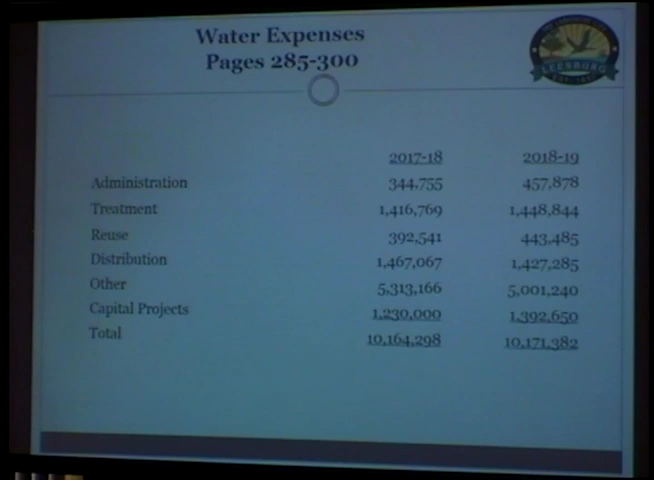 Water Expenses
Pages 285-300
LEESBURG
2017-18 2018-19
Administration 344,755 457,878
Treatment 1,416,769 1,448,844
Reuse 392,541 443,485
Distribution 1,467,067 1,427,285
Other 5,313,166 5,001,240
Capital Projects 1,230,000 1,392,650
Total 10,164,298 10,171,382